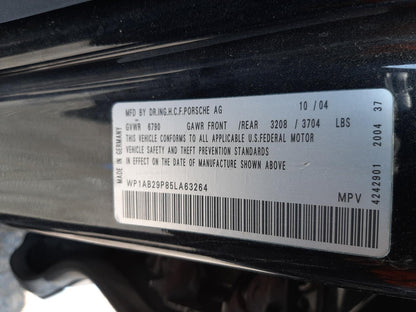 MFD BY DR.ING.H.C.F.PORSCHE AG 10/04
GVWR 6790 GAWR FRONT /REAR 3208 / 3704 LBS
THIS VEHICLE CONFORMS TO ALL APPLICABLE U.S.FEDERAL MOTOR
VEHICLE SAFETY AND THEFT PREVENTION STANDARDS
IN EFFECT ON THE DATE OF MANUFACTURE SHOWN ABOVE.
WP1AB29P85LA63264 MPV
MADE IN GERMANY
4242901 2004 37